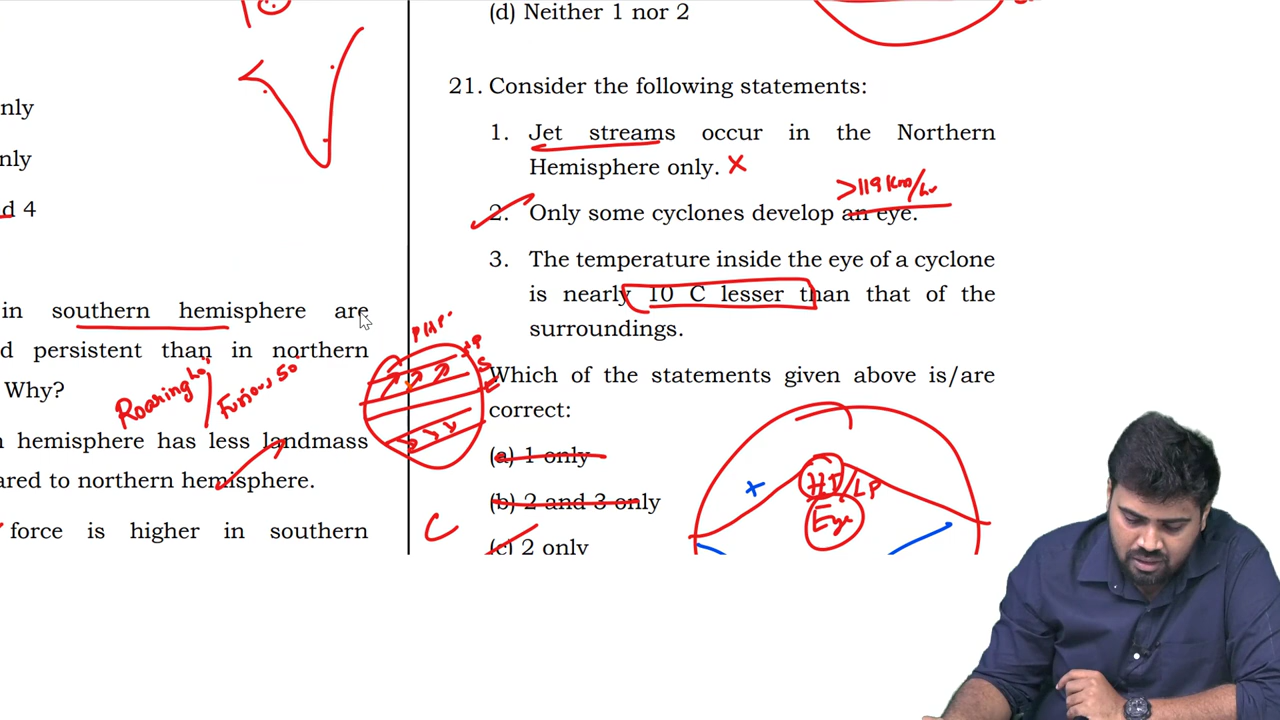 nly
nly
d 4
in southern hemisphere are
d persistent than in northern
Why?
Roaring 40s
Furious 50
n hemisphere has less landmass
ared to northern hemisphere.
force is higher in southern
(d) Neither 1 nor 2
21. Consider the following statements:
1. Jet streams occur in the Northern
Hemisphere only. X
>119 Km/hr
2. Only some cyclones develop an eye.
3. The temperature inside the eye of a cyclone
is nearly 10 C lesser than that of the
surroundings.
Which of the statements given above is/are
correct:
(a) 1 only
(b) 2 and 3 only
C
(c) 2 only
HP/LP
Eye